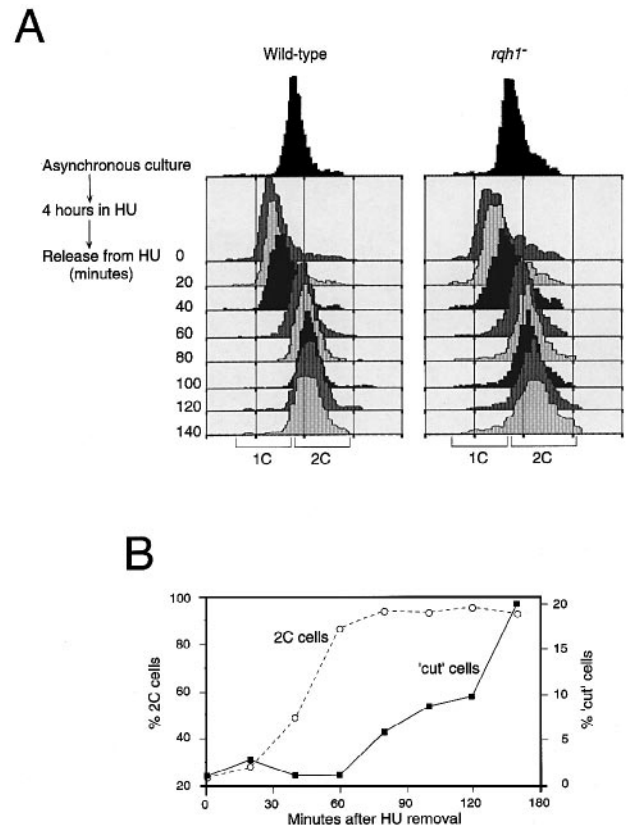 A
Wild-type
rqh1-
Asynchronous culture
4 hours in HU
Release from HU
(minutes)
0
20
40
60
80
100
120
140
1C
2C
1C
2C
B
100
80
60
40
20
% 2C cells
2C cells
'cut' cells
20
15
10
5
0
% 'cut' cells
0
30
60
90
120
150
180
Minutes after HU removal